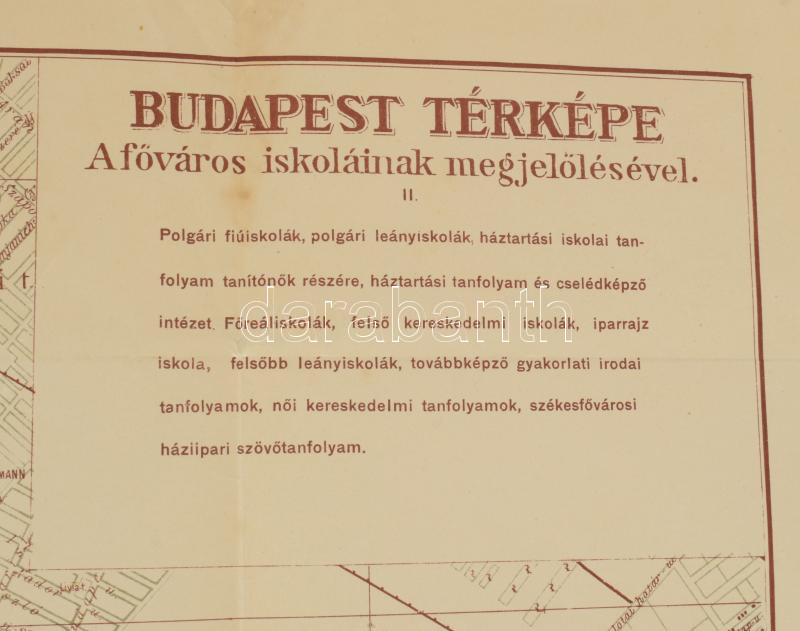 BUDAPEST TÉRKÉPE
A főváros iskoláinak megjelölésével.
II.
Polgári fiúiskolák, polgári leányiskolák, háztartási iskolai tan-
folyam tanítónők részére, háztartási tanfolyam és cselédképző
intézet. Főreáliskolák, felső kereskedelmi iskolák, iparrajz
iskola, felsőbb leányiskolák, továbbképző gyakorlati irodai
tanfolyamok, női kereskedelmi tanfolyamok, székesfővárosi
háziipari szövőtanfolyam.
darabanth
MANN
határ